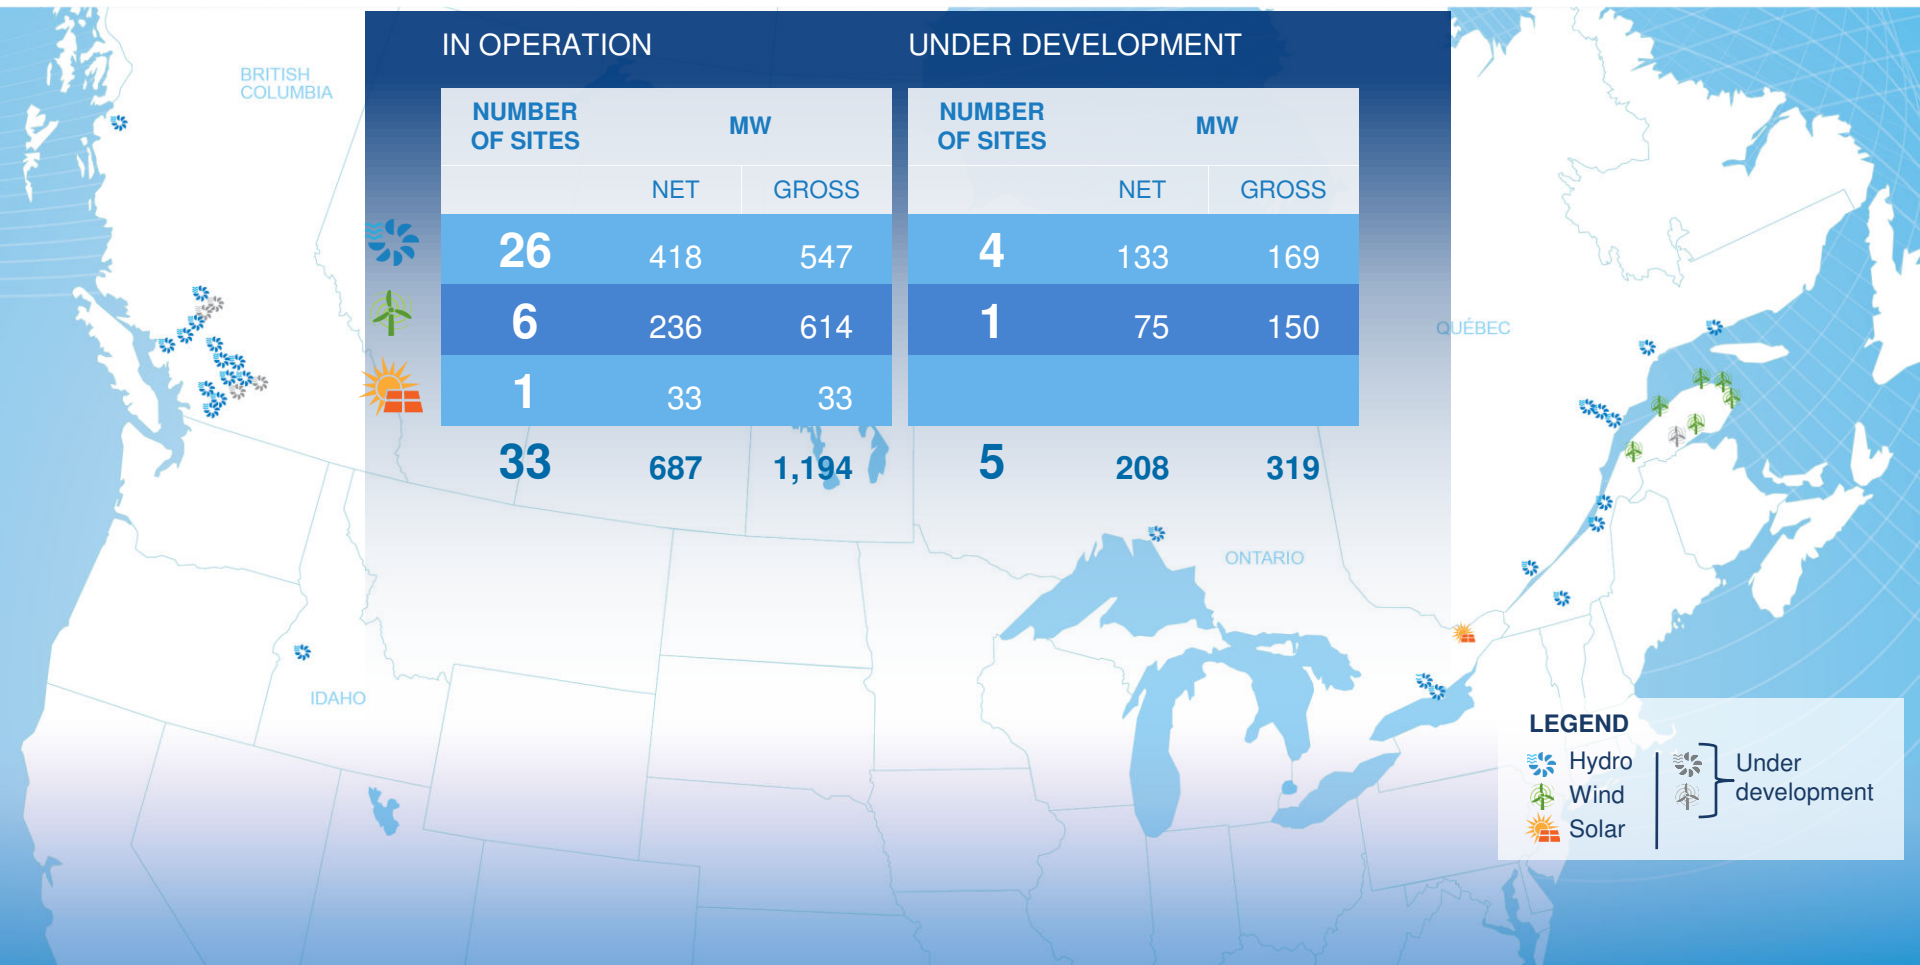 IN OPERATION
UNDER DEVELOPMENT
BRITISH
COLUMBIA
NUMBER
OF SITES
MW
NUMBER
OF SITES
MW
NET GROSS
NET GROSS
26 418 547
4 133 169
6 236 614
1 75 150
1 33 33
33 687 1,194
5 208 319
QUÉBEC
ONTARIO
IDAHO
LEGEND
Hydro
Wind
Solar
Under
development